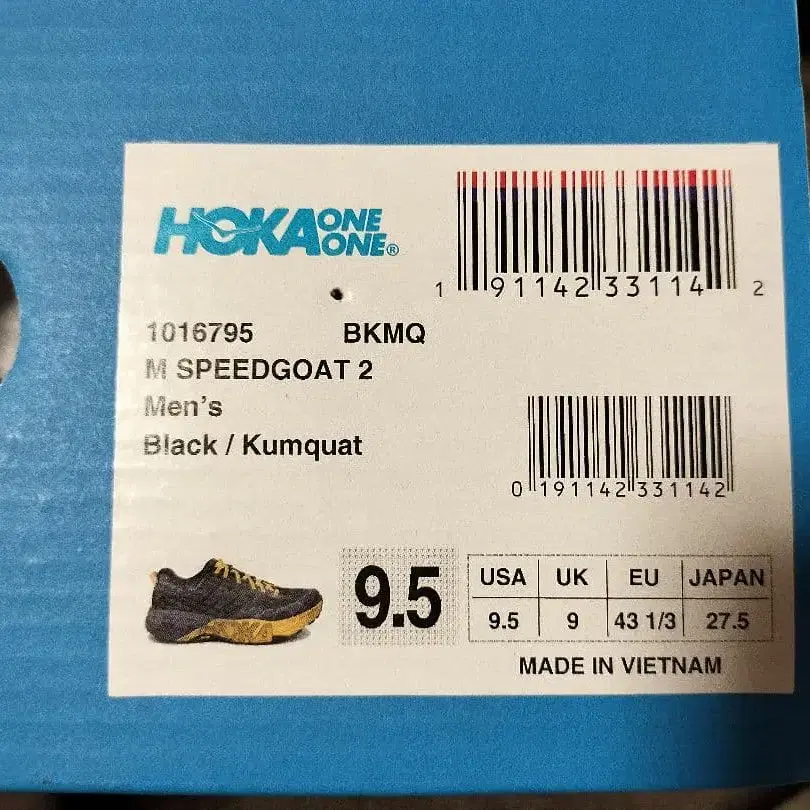 HOKA ONE ONE®
1 91142 33114 2
1016795 BKMQ
M SPEEDGOAT 2
Men's
Black / Kumquat
0 191142 331142
9.5
USA UK EU JAPAN
9.5 9 43 1/3 27.5
MADE IN VIETNAM